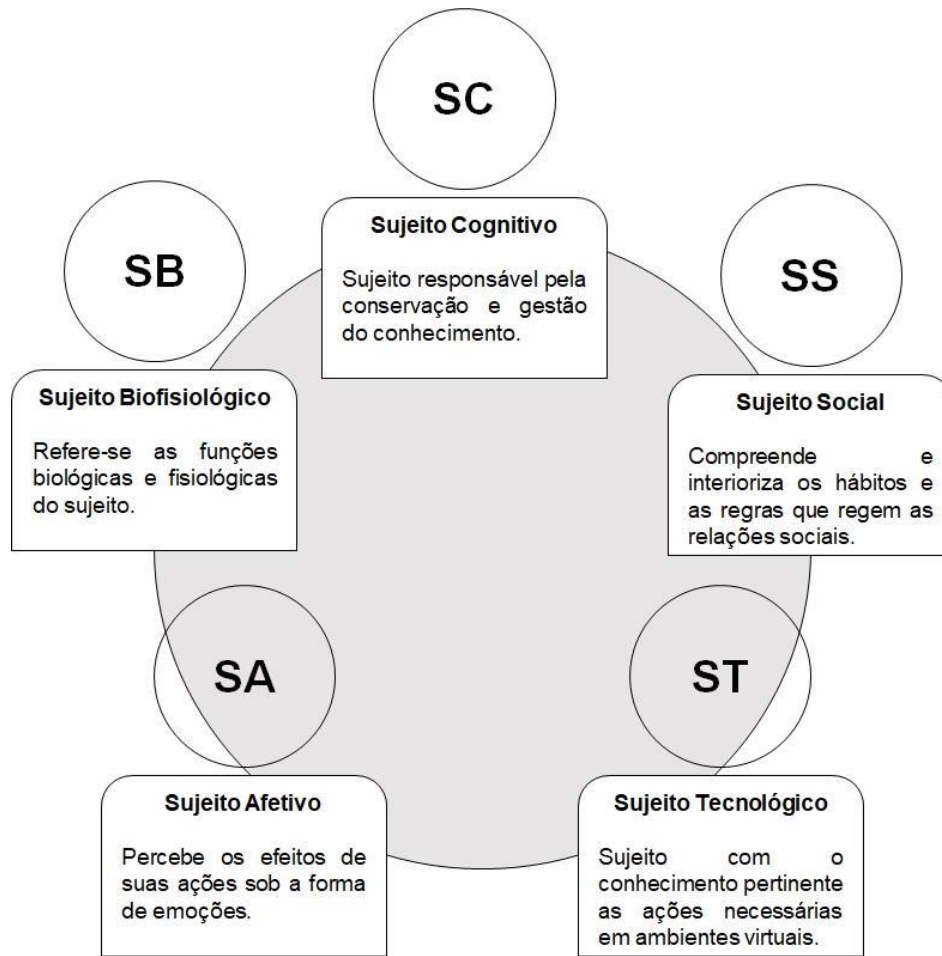 SC
Sujeito Cognitivo
Sujeito responsável pela
conservação e gestão
do conhecimento.
SB
Sujeito Biofisiológico
Refere-se as funções
biológicas e fisiológicas
do sujeito.
SS
Sujeito Social
Compreende e
interioriza os hábitos e
as regras que regem as
relações sociais.
SA
Sujeito Afetivo
Percebe os efeitos de
suas ações sob a forma
de emoções.
ST
Sujeito Tecnológico
Sujeito com o
conhecimento pertinente
as ações necessárias
em ambientes virtuais.